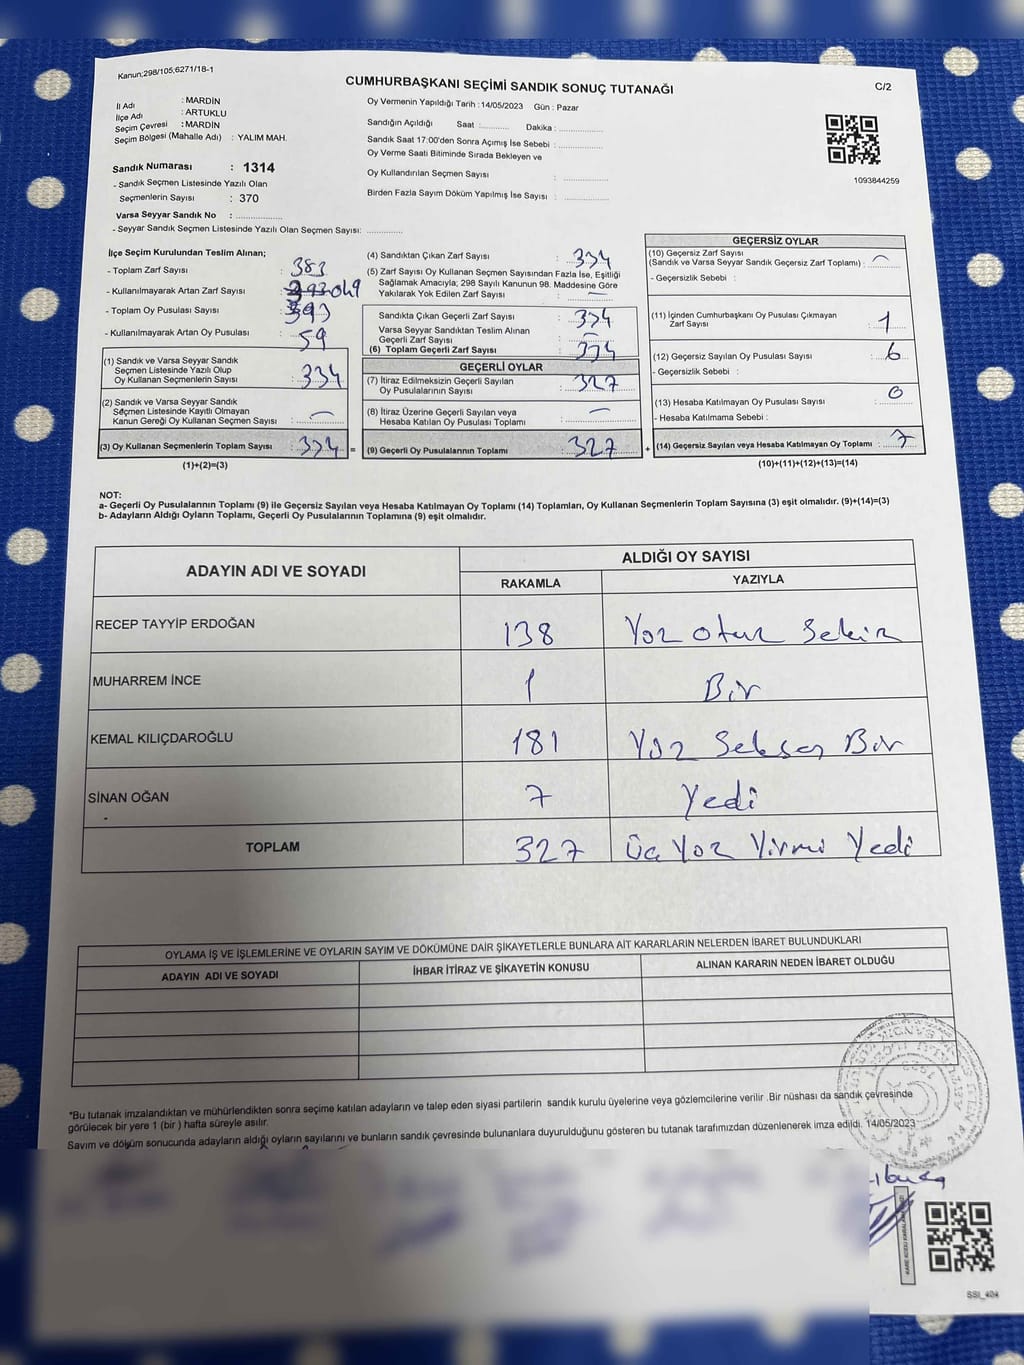 Kanun;298/105;6271/18-1
CUMHURBAŞKANI SEÇİMİ SANDIK SONUÇ TUTANAĞI
C/2
İl Adı : MARDİN
İlçe Adı : ARTUKLU
Seçim Çevresi : MARDİN
Seçim Bölgesi (Mahalle Adı) : YALIM MAH.
Sandık Numarası : 1314
- Sandık Seçmen Listesinde Yazılı Olan
Seçmenlerin Sayısı : 370
Varsa Seyyar Sandık No : ................
- Seyyar Sandık Seçmen Listesinde Yazılı Olan Seçmen Sayısı: ............
Oy Vermenin Yapıldığı Tarih : 14/05/2023 Gün : Pazar
Sandığın Açıldığı Saat :.......... Dakika : ................
Sandık Saat 17:00'den Sonra Açımış İse Sebebi : ................
Oy Verme Saati Bitiminde Sırada Bekleyen ve
Oy Kullandırılan Seçmen Sayısı : ................
Birden Fazla Sayım Döküm Yapılmış İse Sayısı : ................
1093844259
İlçe Seçim Kurulundan Teslim Alınan;
- Toplam Zarf Sayısı : 383
- Kullanılmayarak Artan Zarf Sayısı : 049
- Toplam Oy Pusulası Sayısı : 393
- Kullanılmayarak Artan Oy Pusulası : 59
(1) Sandık ve Varsa Seyyar Sandık
Seçmen Listesinde Yazılı Olup
Oy Kullanan Seçmenlerin Sayısı : 334
(2) Sandık ve Varsa Seyyar Sandık
Seçmen Listesinde Kayıtlı Olmayan
Kanun Gereği Oy Kullanan Seçmen Sayısı : —
(3) Oy Kullanan Seçmenlerin Toplam Sayısı : 334 =
(1)+(2)=(3)
(4) Sandıktan Çıkan Zarf Sayısı : 334
(5) Zarf Sayısı Oy Kullanan Seçmen Sayısından Fazla İse, Eşitliği
Sağlamak Amacıyla; 298 Sayılı Kanunun 98. Maddesine Göre
Yakılarak Yok Edilen Zarf Sayısı : —
Sandıkta Çıkan Geçerli Zarf Sayısı : 334
Varsa Seyyar Sandıktan Teslim Alınan
Geçerli Zarf Sayısı : —
(6) Toplam Geçerli Zarf Sayısı : 334
GEÇERLİ OYLAR
(7) İtiraz Edilmeksizin Geçerli Sayılan
Oy Pusulalarının Sayısı : 327
(8) İtiraz Üzerine Geçerli Sayılan veya
Hesaba Katılan Oy Pusulası Toplamı : —
(9) Geçerli Oy Pusulalarının Toplamı : 327 +
GEÇERSİZ OYLAR
(10) Geçersiz Zarf Sayısı
(Sandık ve Varsa Seyyar Sandık Geçersiz Zarf Toplamı) : —
- Geçersizlik Sebebi :
(11) İçinden Cumhurbaşkanı Oy Pusulası Çıkmayan
Zarf Sayısı : 1
(12) Geçersiz Sayılan Oy Pusulası Sayısı : 6
- Geçersizlik Sebebi :
(13) Hesaba Katılmayan Oy Pusulası Sayısı : 0
- Hesaba Katılmama Sebebi :
(14) Geçersiz Sayılan veya Hesaba Katılmayan Oy Toplamı : 7
(10)+(11)+(12)+(13)=(14)
NOT:
a- Geçerli Oy Pusulalarının Toplamı (9) ile Geçersiz Sayılan veya Hesaba Katılmayan Oy Toplamı (14) Toplamları, Oy Kullanan Seçmenlerin Toplam Sayısına (3) eşit olmalıdır. (9)+(14)=(3)
b- Adayların Aldığı Oyların Toplamı, Geçerli Oy Pusulalarının Toplamına (9) eşit olmalıdır.
ADAYIN ADI VE SOYADI
ALDIĞI OY SAYISI
RAKAMLA YAZIYLA
RECEP TAYYİP ERDOĞAN 138 Yüz otuz Sekiz
MUHARREM İNCE 1 Bir
KEMAL KILIÇDAROĞLU 181 Yüz Seksen Bir
SİNAN OĞAN 7 Yedi
TOPLAM 327 Üç Yüz Yirmi Yedi
OYLAMA İŞ VE İŞLEMLERİNE VE OYLARIN SAYIM VE DÖKÜMÜNE DAİR ŞİKAYETLERLE BUNLARA AİT KARARLARIN NELERDEN İBARET BULUNDUKLARI
ADAYIN ADI VE SOYADI İHBAR İTİRAZ VE ŞİKAYETİN KONUSU ALINAN KARARIN NEDEN İBARET OLDUĞU
*Bu tutanak imzalandıktan ve mühürlendikten sonra seçime katılan adayların ve talep eden siyasi partilerin sandık kurulu üyelerine veya gözlemcilerine verilir .Bir nüshası da sandık çevresinde
görülecek bir yere 1 (bir ) hafta süreyle asılır.
Sayım ve döküm sonucunda adayların aldığı oyların sayılarını ve bunların sandık çevresinde bulunanlara duyurulduğunu gösteren bu tutanak tarafımızdan düzenlenerek imza edildi. 14/05/2023
SSI_404